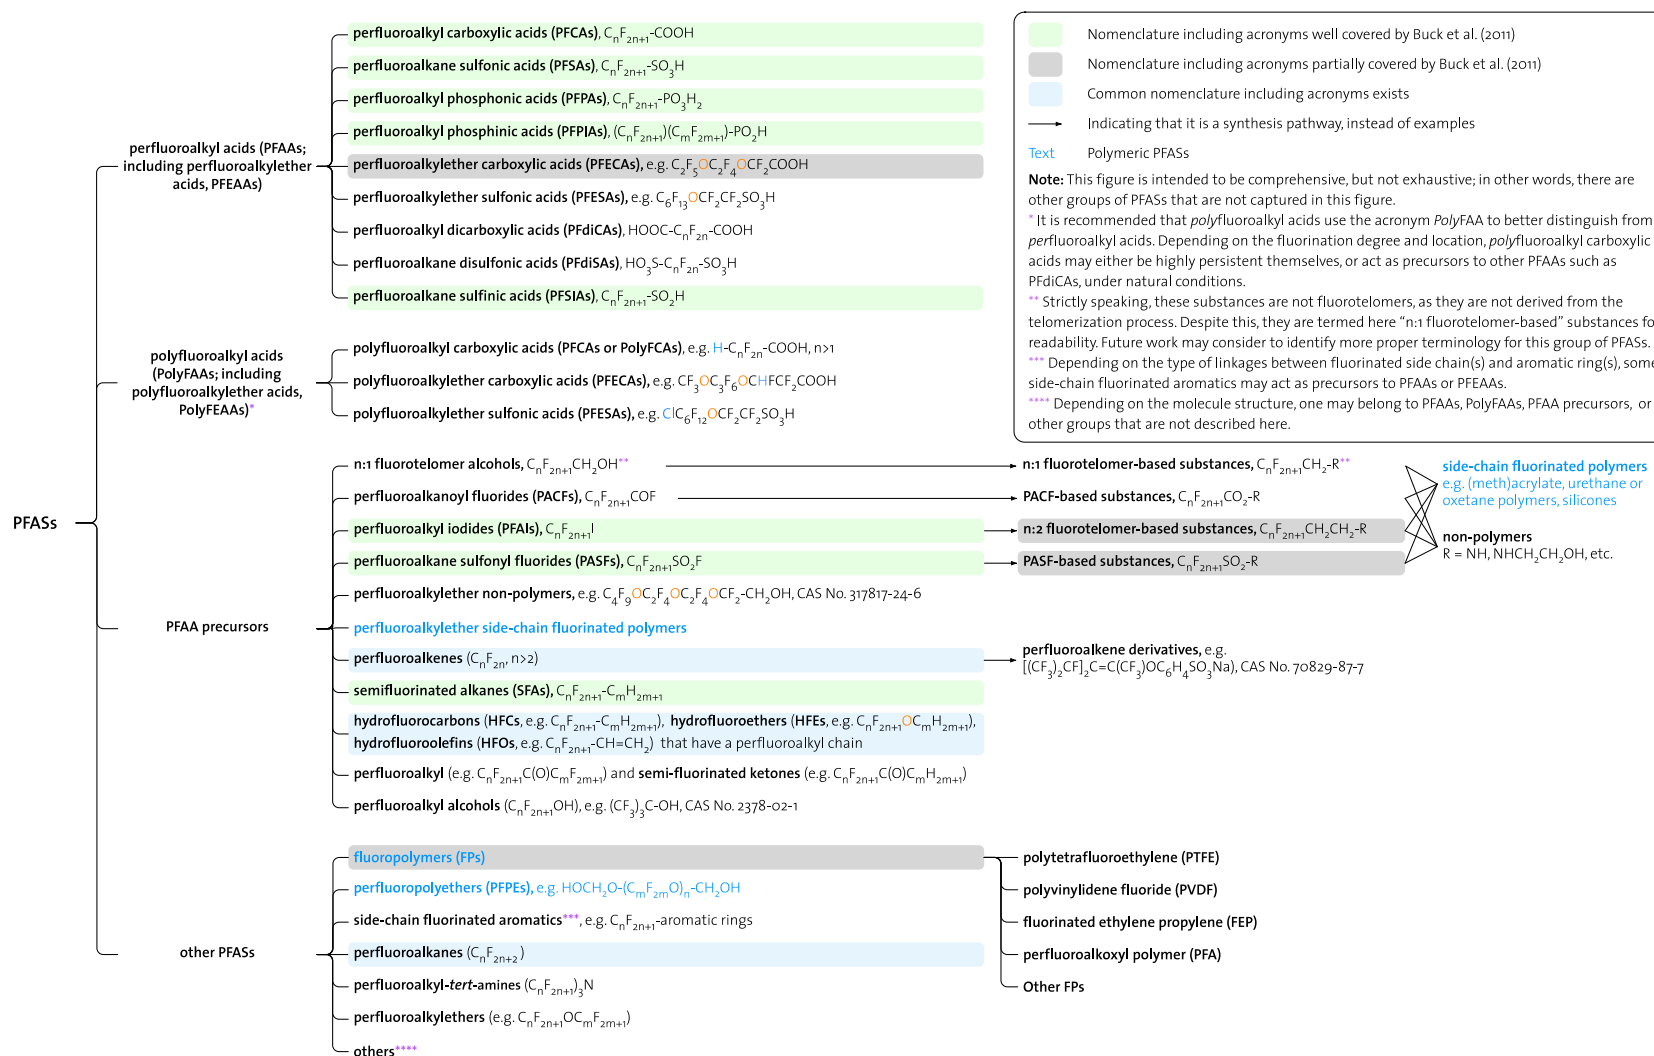 PFASs
perfluoroalkyl acids (PFAAs;
including perfluoroalkylether
acids, PFEAAs)
perfluoroalkyl carboxylic acids (PFCAs), CnF2n+1-COOH
perfluoroalkane sulfonic acids (PFSAs), CnF2n+1-SO3H
perfluoroalkyl phosphonic acids (PFPAs), CnF2n+1-PO3H2
perfluoroalkyl phosphinic acids (PFPIAs), (CnF2n+1)(CmF2m+1)-PO2H
perfluoroalkylether carboxylic acids (PFECAs), e.g. C2F5OC2F4OCF2COOH
perfluoroalkylether sulfonic acids (PFESAs), e.g. C6F13OCF2CF2SO3H
perfluoroalkyl dicarboxylic acids (PFdiCAs), HOOC-CnF2n-COOH
perfluoroalkane disulfonic acids (PFdiSAs), HO3S-CnF2n-SO3H
perfluoroalkane sulfinic acids (PFSIAs), CnF2n+1-SO2H
polyfluoroalkyl acids
(PolyFAAs; including
polyfluoroalkylether acids,
PolyFEAAs)*
polyfluoroalkyl carboxylic acids (PFCAs or PolyFCAs), e.g. H-CnF2n-COOH, n>1
polyfluoroalkylether carboxylic acids (PFECAs), e.g. CF3OC3F6OCHFCF2COOH
polyfluoroalkylether sulfonic acids (PFESAs), e.g. ClC6F12OCF2CF2SO3H
PFAA precursors
n:1 fluorotelomer alcohols, CnF2n+1CH2OH**
n:1 fluorotelomer-based substances, CnF2n+1CH2-R**
perfluoroalkanoyl fluorides (PACFs), CnF2n+1COF
PACF-based substances, CnF2n+1CO2-R
perfluoroalkyl iodides (PFAIs), CnF2n+1I
n:2 fluorotelomer-based substances, CnF2n+1CH2CH2-R
perfluoroalkane sulfonyl fluorides (PASFs), CnF2n+1SO2F
PASF-based substances, CnF2n+1SO2-R
side-chain fluorinated polymers
e.g. (meth)acrylate, urethane or
oxetane polymers, silicones
non-polymers
R = NH, NHCH2CH2OH, etc.
perfluoroalkylether non-polymers, e.g. C4F9OC2F4OC2F4OCF2-CH2OH, CAS No. 317817-24-6
perfluoroalkylether side-chain fluorinated polymers
perfluoroalkenes (CnF2n, n>2)
perfluoroalkene derivatives, e.g.
[(CF3)2CF]2C=C(CF3)OC6H4SO3Na), CAS No. 70829-87-7
semifluorinated alkanes (SFAs), CnF2n+1-CmH2m+1
hydrofluorocarbons (HFCs, e.g. CnF2n+1-CmH2m+1), hydrofluoroethers (HFEs, e.g. CnF2n+1OCmH2m+1),
hydrofluoroolefins (HFOs, e.g. CnF2n+1-CH=CH2) that have a perfluoroalkyl chain
perfluoroalkyl (e.g. CnF2n+1C(O)CmF2m+1) and semi-fluorinated ketones (e.g. CnF2n+1C(O)CmH2m+1)
perfluoroalkyl alcohols (CnF2n+1OH), e.g. (CF3)3C-OH, CAS No. 2378-02-1
other PFASs
fluoropolymers (FPs)
polytetrafluoroethylene (PTFE)
polyvinylidene fluoride (PVDF)
fluorinated ethylene propylene (FEP)
perfluoroalkoxyl polymer (PFA)
Other FPs
perfluoropolyethers (PFPEs), e.g. HOCH2O-(CmF2mO)n-CH2OH
side-chain fluorinated aromatics***, e.g. CnF2n+1-aromatic rings
perfluoroalkanes (CnF2n+2)
perfluoroalkyl-tert-amines (CnF2n+1)3N
perfluoroalkylethers (e.g. CnF2n+1OCmF2m+1)
others****
Nomenclature including acronyms well covered by Buck et al. (2011)
Nomenclature including acronyms partially covered by Buck et al. (2011)
Common nomenclature including acronyms exists
Indicating that it is a synthesis pathway, instead of examples
Text Polymeric PFASs
Note: This figure is intended to be comprehensive, but not exhaustive; in other words, there are
other groups of PFASs that are not captured in this figure.
* It is recommended that polyfluoroalkyl acids use the acronym PolyFAA to better distinguish from
perfluoroalkyl acids. Depending on the fluorination degree and location, polyfluoroalkyl carboxylic
acids may either be highly persistent themselves, or act as precursors to other PFAAs such as
PFdiCAs, under natural conditions.
** Strictly speaking, these substances are not fluorotelomers, as they are not derived from the
telomerization process. Despite this, they are termed here “n:1 fluorotelomer-based” substances fo
readability. Future work may consider to identify more proper terminology for this group of PFASs.
*** Depending on the type of linkages between fluorinated side chain(s) and aromatic ring(s), some
side-chain fluorinated aromatics may act as precursors to PFAAs or PFEAAs.
**** Depending on the molecule structure, one may belong to PFAAs, PolyFAAs, PFAA precursors, or
other groups that are not described here.